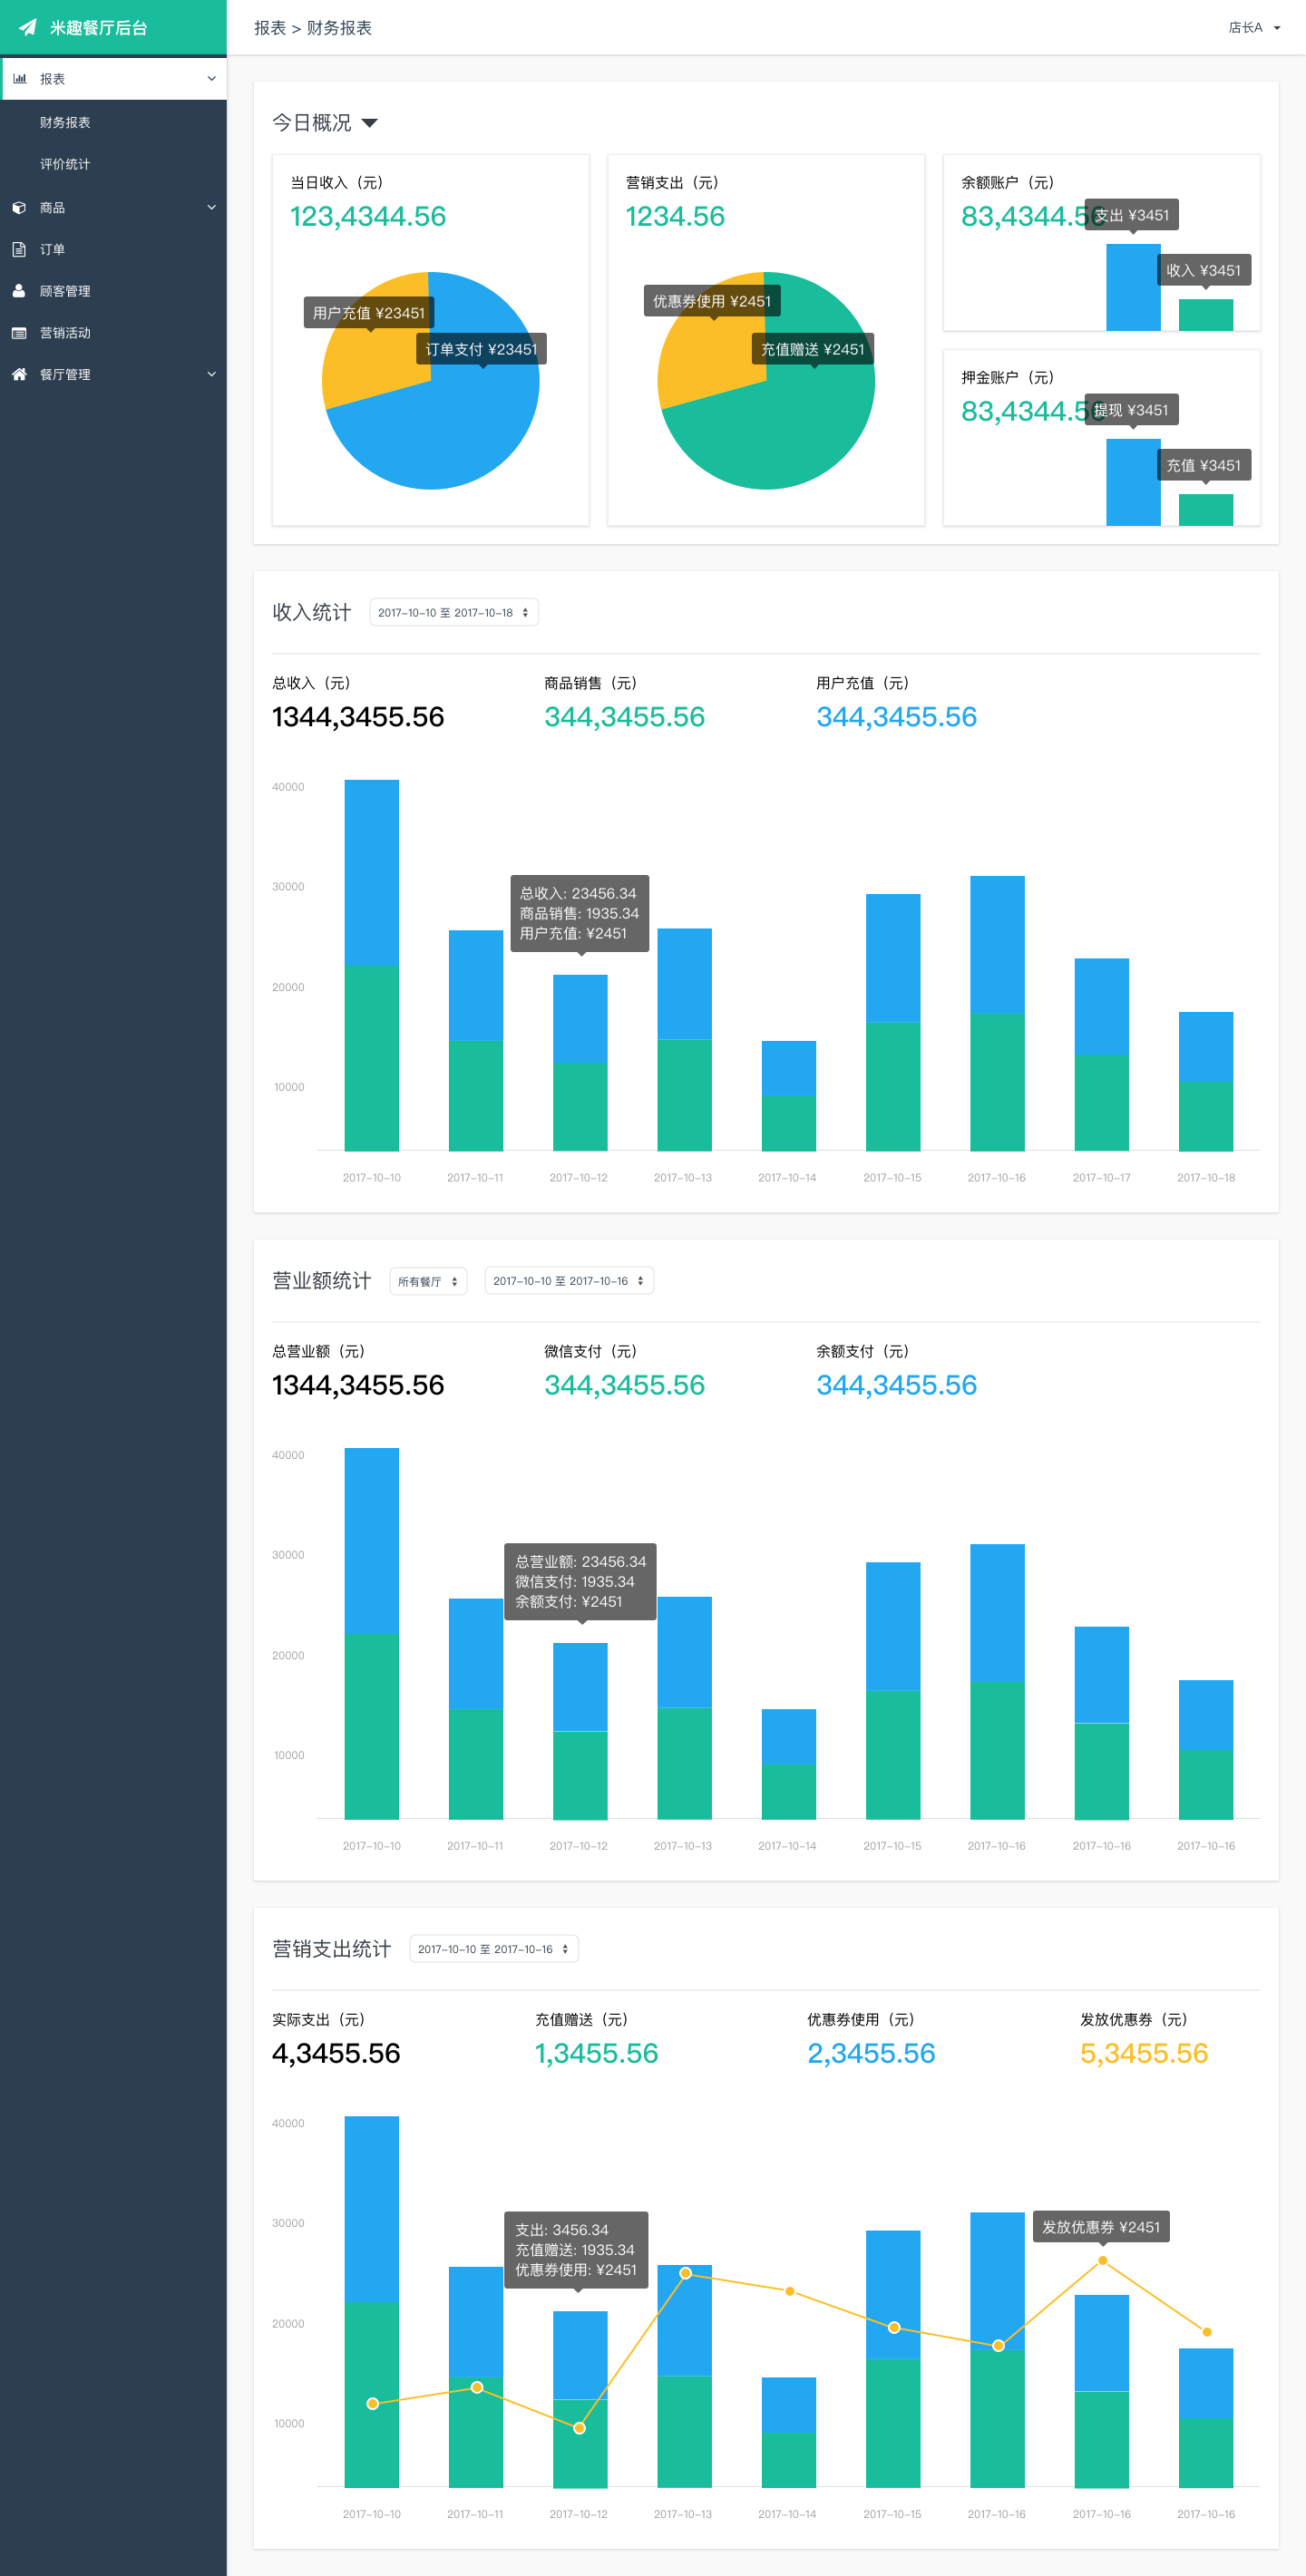 米趣餐厅后台
报表 > 财务报表
店长A
报表
财务报表
评价统计
商品
订单
顾客管理
营销活动
餐厅管理
今日概况
当日收入（元）
123,4344.56
用户充值 ¥23451
订单支付 ¥23451
营销支出（元）
1234.56
优惠券使用 ¥2451
充值赠送 ¥2451
余额账户（元）
83,4344.56
支出 ¥3451
收入 ¥3451
押金账户（元）
83,4344.56
提现 ¥3451
充值 ¥3451
收入统计
2017-10-10 至 2017-10-18
总收入（元）
1344,3455.56
商品销售（元）
344,3455.56
用户充值（元）
344,3455.56
40000
30000
20000
10000
总收入: 23456.34
商品销售: 1935.34
用户充值: ¥2451
2017-10-10
2017-10-11
2017-10-12
2017-10-13
2017-10-14
2017-10-15
2017-10-16
2017-10-17
2017-10-18
营业额统计
所有餐厅
2017-10-10 至 2017-10-16
总营业额（元）
1344,3455.56
微信支付（元）
344,3455.56
余额支付（元）
344,3455.56
40000
30000
20000
10000
总营业额: 23456.34
微信支付: 1935.34
余额支付: ¥2451
2017-10-10
2017-10-11
2017-10-12
2017-10-13
2017-10-14
2017-10-15
2017-10-16
2017-10-16
2017-10-16
营销支出统计
2017-10-10 至 2017-10-16
实际支出（元）
4,3455.56
充值赠送（元）
1,3455.56
优惠券使用（元）
2,3455.56
发放优惠券（元）
5,3455.56
40000
30000
20000
10000
支出: 3456.34
充值赠送: 1935.34
优惠券使用: ¥2451
发放优惠券 ¥2451
2017-10-10
2017-10-11
2017-10-12
2017-10-13
2017-10-14
2017-10-15
2017-10-16
2017-10-16
2017-10-16